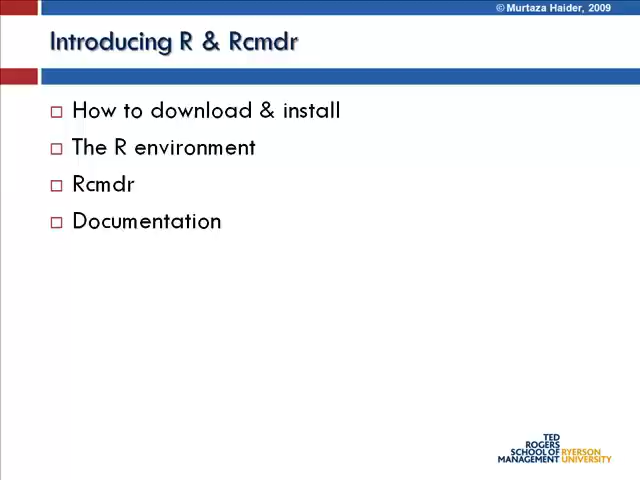 © Murtaza Haider, 2009
Introducing R & Rcmdr
How to download & install
The R environment
Rcmdr
Documentation
TED
ROGERS
SCHOOL OF RYERSON
MANAGEMENT UNIVERSITY